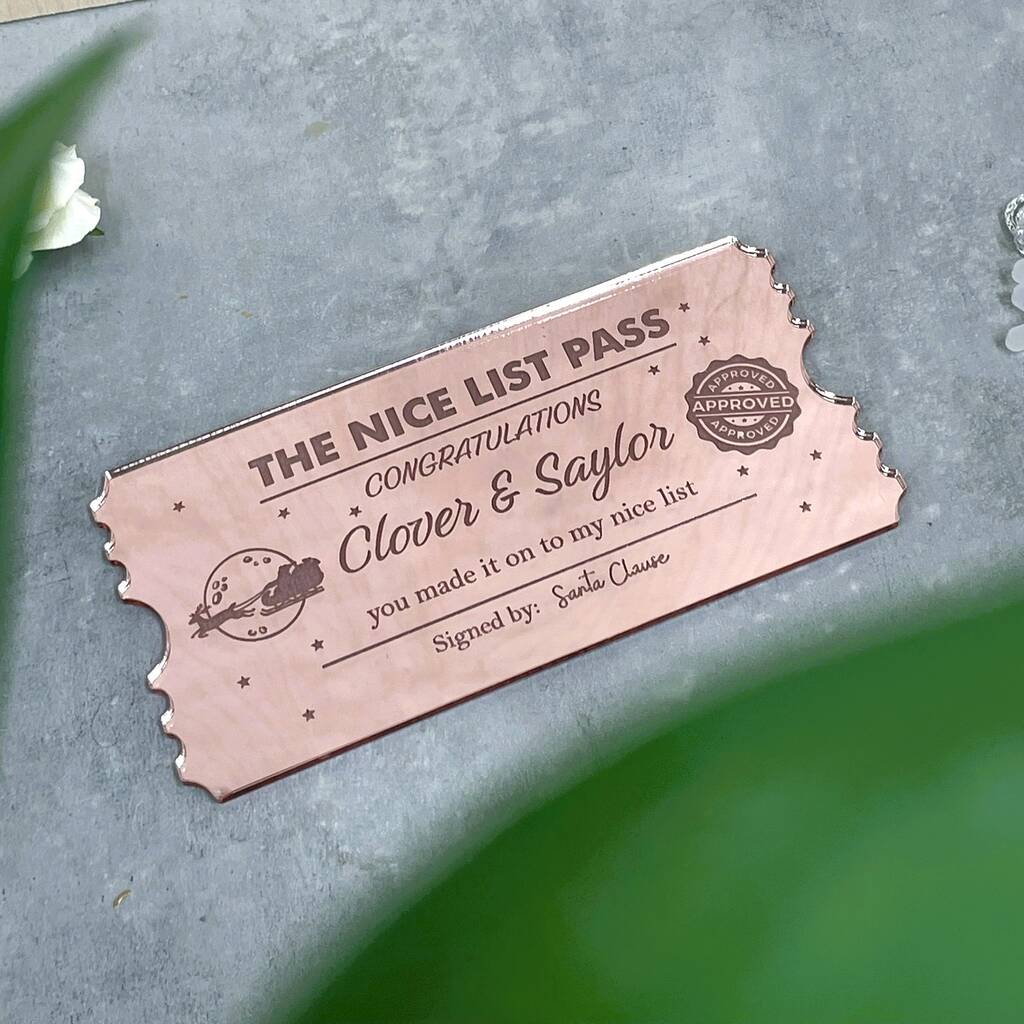 THE NICE LIST PASS
CONGRATULATIONS
Clover & Saylor
you made it on to my nice list
Signed by: Santa Clause
APPROVED
APPROVED
APPROVED